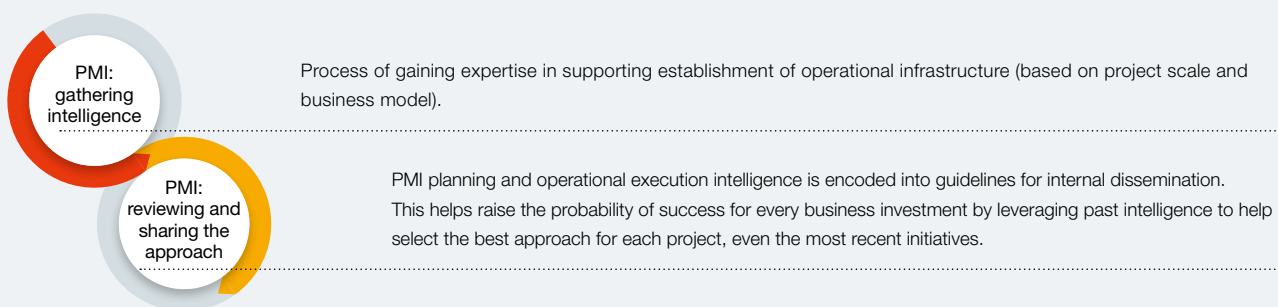 PMI:
gathering
intelligence
Process of gaining expertise in supporting establishment of operational infrastructure (based on project scale and
business model).
PMI:
reviewing and
sharing the
approach
PMI planning and operational execution intelligence is encoded into guidelines for internal dissemination.
This helps raise the probability of success for every business investment by leveraging past intelligence to help
select the best approach for each project, even the most recent initiatives.